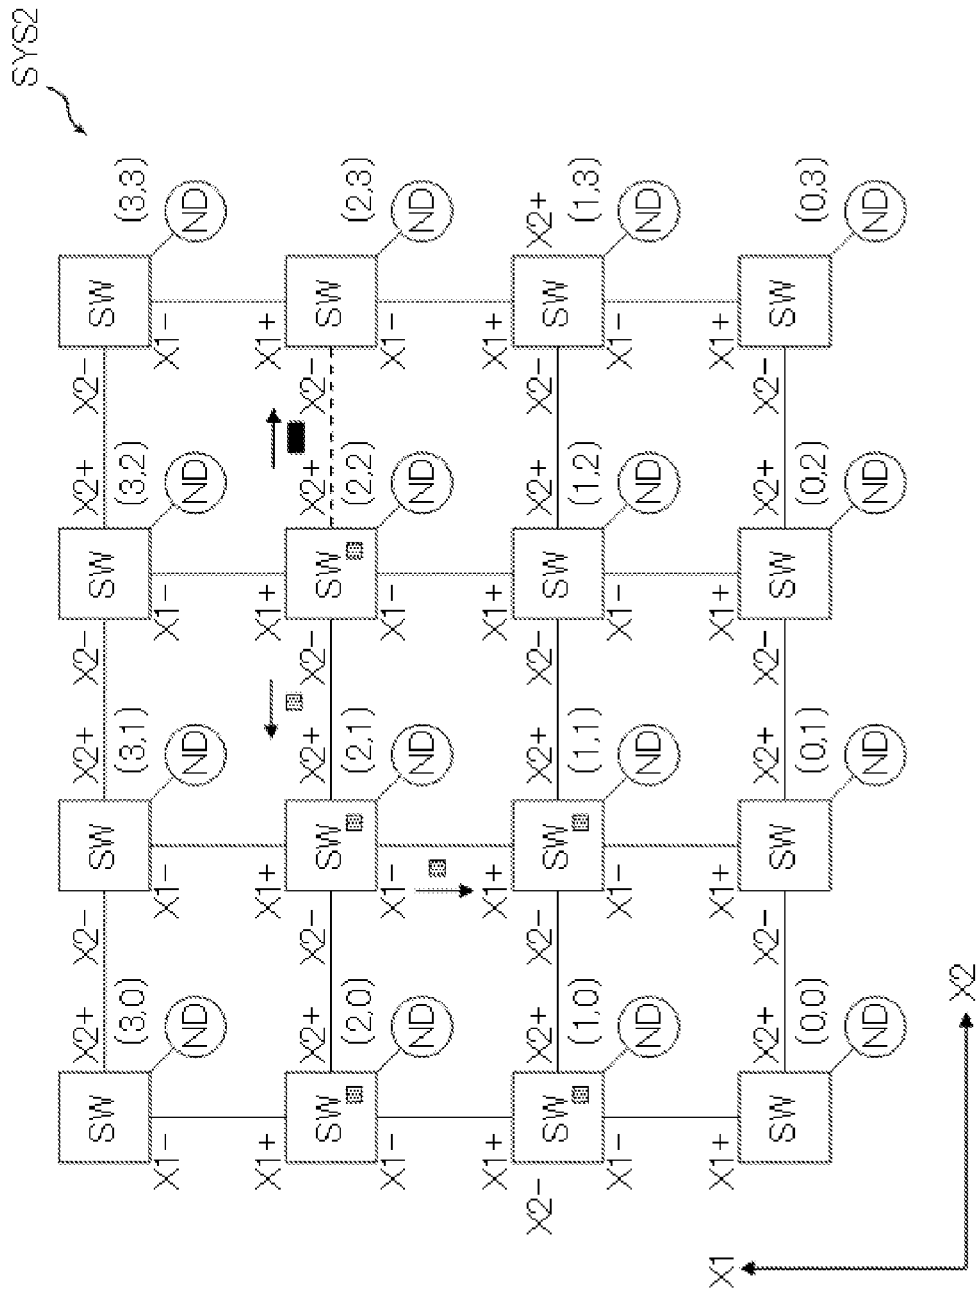 SYS2
X2+ X2- X2+ X2- X2+ X2-
SW SW SW SW
(3,0) (3,1) (3,2) (3,3)
X1- X1- X1- X1-
ND ND ND ND
X1+ X1+ X1+ X1+
X2+ X2- X2+ X2- X2+ X2-
SW SW SW SW
(2,0) (2,1) (2,2) (2,3)
X1- X1- X1- X1-
ND ND ND ND
X1+ X1+ X1+ X1+
X2- X2+ X2- X2+ X2- X2+ X2- X2+
SW SW SW SW
(1,0) (1,1) (1,2) (1,3)
X1- X1- X1- X1-
ND ND ND ND
X1 X1+ X1+ X1+ X1+
X2+ X2- X2+ X2- X2+ X2-
SW SW SW SW
(0,0) (0,1) (0,2) (0,3)
ND ND ND ND
X2